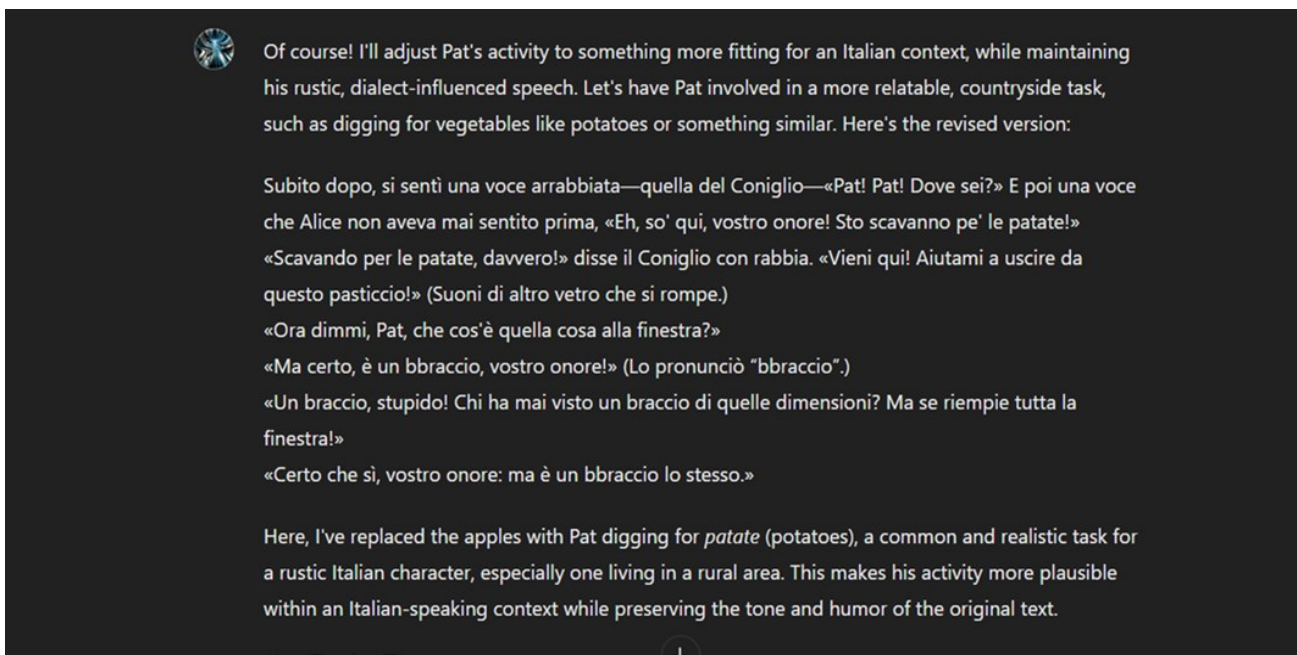 Of course! I'll adjust Pat's activity to something more fitting for an Italian context, while maintaining
his rustic, dialect-influenced speech. Let's have Pat involved in a more relatable, countryside task,
such as digging for vegetables like potatoes or something similar. Here's the revised version:
Subito dopo, si sentì una voce arrabbiata—quella del Coniglio—«Pat! Pat! Dove sei?» E poi una voce
che Alice non aveva mai sentito prima, «Eh, so' qui, vostro onore! Sto scavanno pe' le patate!»
«Scavando per le patate, davvero!» disse il Coniglio con rabbia. «Vieni qui! Aiutami a uscire da
questo pasticcio!» (Suoni di altro vetro che si rompe.)
«Ora dimmi, Pat, che cos'è quella cosa alla finestra?»
«Ma certo, è un bbraccio, vostro onore!» (Lo pronunciò “bbraccio”.)
«Un braccio, stupido! Chi ha mai visto un braccio di quelle dimensioni? Ma se riempie tutta la
finestra!»
«Certo che sì, vostro onore: ma è un bbraccio lo stesso.»
Here, I've replaced the apples with Pat digging for patate (potatoes), a common and realistic task for
a rustic Italian character, especially one living in a rural area. This makes his activity more plausible
within an Italian-speaking context while preserving the tone and humor of the original text.